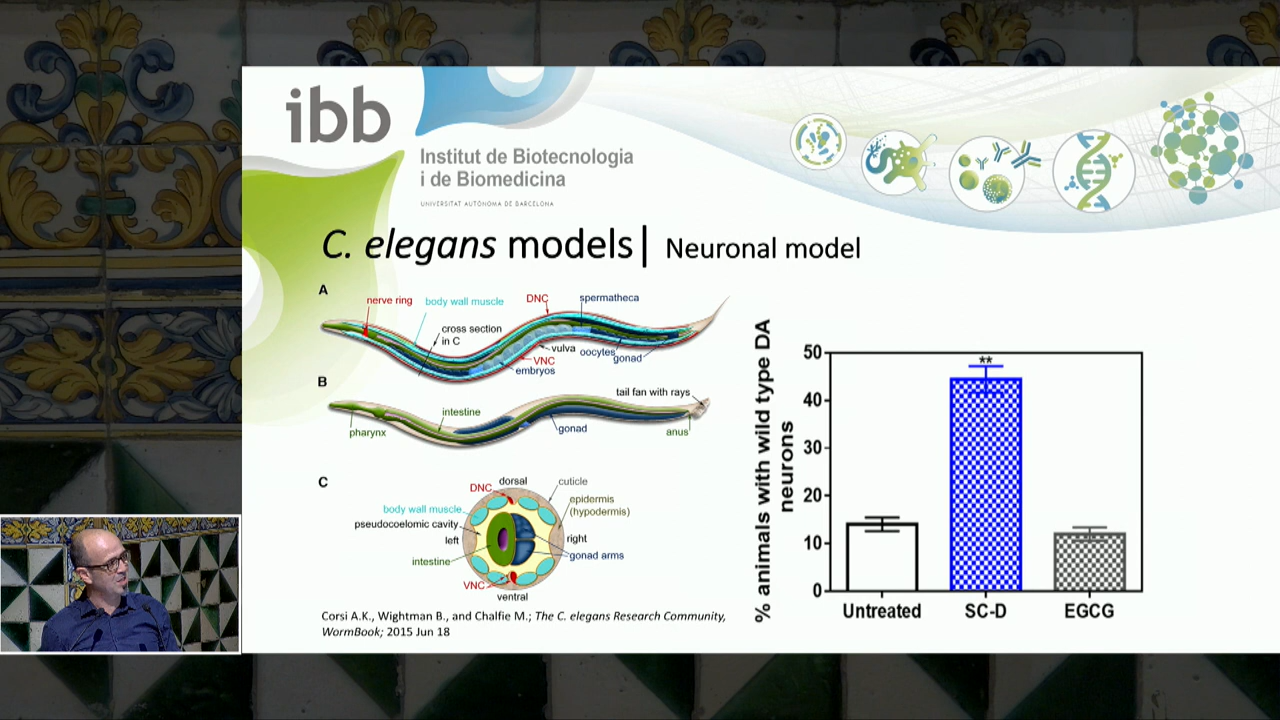 ibb
Institut de Biotecnologia
i de Biomedicina
UNIVERSITAT AUTÒNOMA DE BARCELONA
C. elegans models| Neuronal model
A
nerve ring
body wall muscle
DNC
spermatheca
cross section
in C
vulva
oocytes
gonad
VNC
embryos
B
tail fan with rays
intestine
pharynx
gonad
anus
C
dorsal
DNC
cuticle
epidermis
(hypodermis)
body wall muscle
pseudocoelomic cavity
left
right
gonad arms
intestine
VNC
ventral
Corsi A.K., Wightman B., and Chalfie M.; The C. elegans Research Community,
WormBook; 2015 Jun 18
% animals with wild type DA
neurons
50
40
30
20
10
0
**
Untreated
SC-D
EGCG